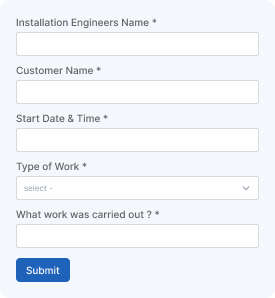 Installation Engineers Name *
Customer Name *
Start Date & Time *
Type of Work *
select -
What work was carried out ? *
Submit